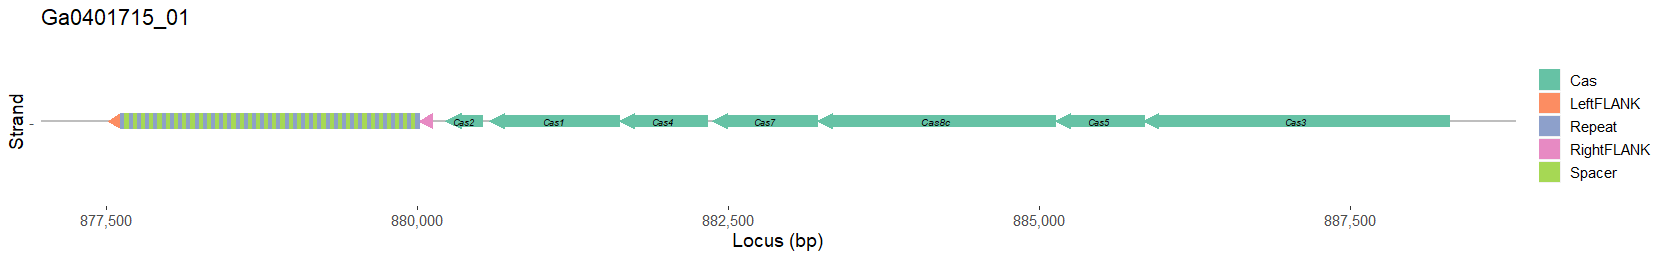 Ga0401715_01
Strand
-
Cas2 Cas1 Cas4 Cas7 Cas8c Cas5 Cas3
877,500 880,000 882,500 885,000 887,500
Locus (bp)
Cas
LeftFLANK
Repeat
RightFLANK
Spacer